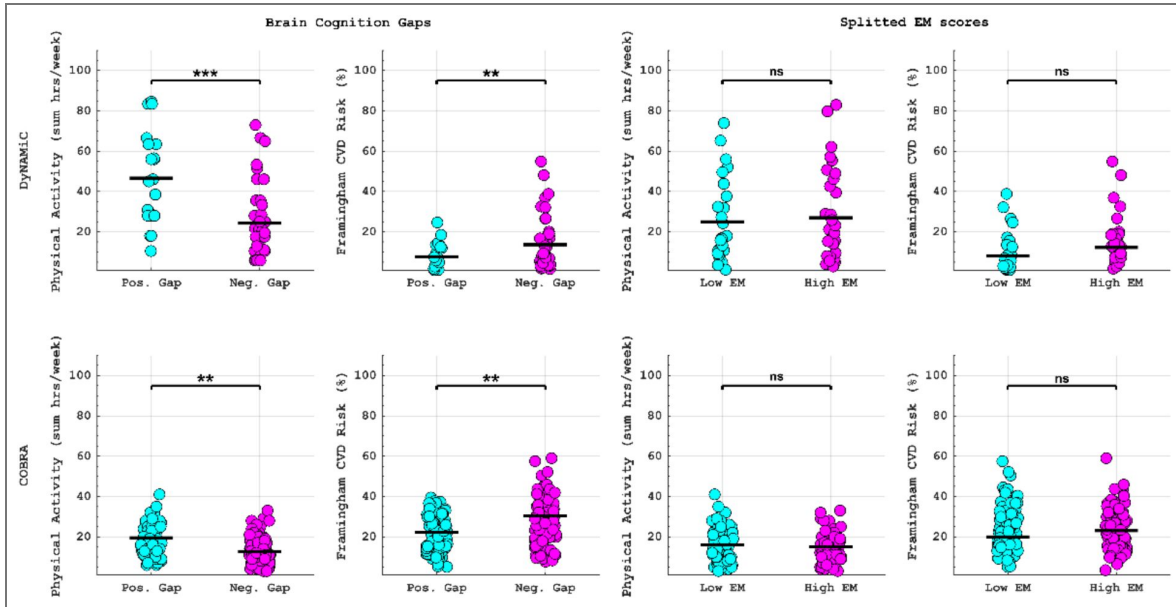 Brain Cognition Gaps
Splitted EM scores
DyNAMiC
Physical Activity (sum hrs/week)
100
80
60
40
20
***
Pos. Gap Neg. Gap
Framingham CVD Risk (%)
100
80
60
40
20
**
Pos. Gap Neg. Gap
Physical Activity (sum hrs/week)
100
80
60
40
20
ns
Low EM High EM
Framingham CVD Risk (%)
100
80
60
40
20
ns
Low EM High EM
COBRA
Physical Activity (sum hrs/week)
100
80
60
40
20
**
Pos. Gap Neg. Gap
Framingham CVD Risk (%)
100
80
60
40
20
**
Pos. Gap Neg. Gap
Physical Activity (sum hrs/week)
100
80
60
40
20
ns
Low EM High EM
Framingham CVD Risk (%)
100
80
60
40
20
ns
Low EM High EM